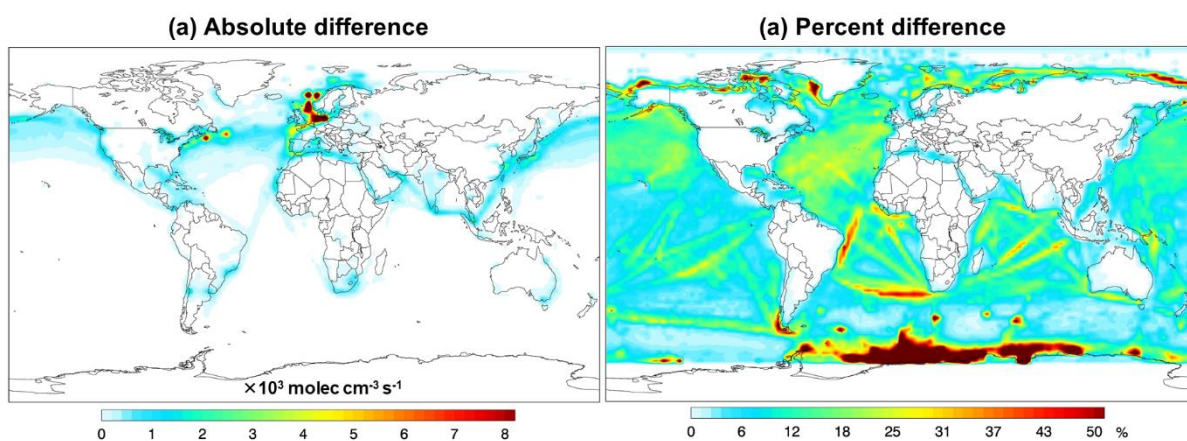 (a) Absolute difference
(a) Percent difference
×10³ molec cm⁻³ s⁻¹
0 1 2 3 4 5 6 7 8
0 6 12 18 25 31 37 43 50 %